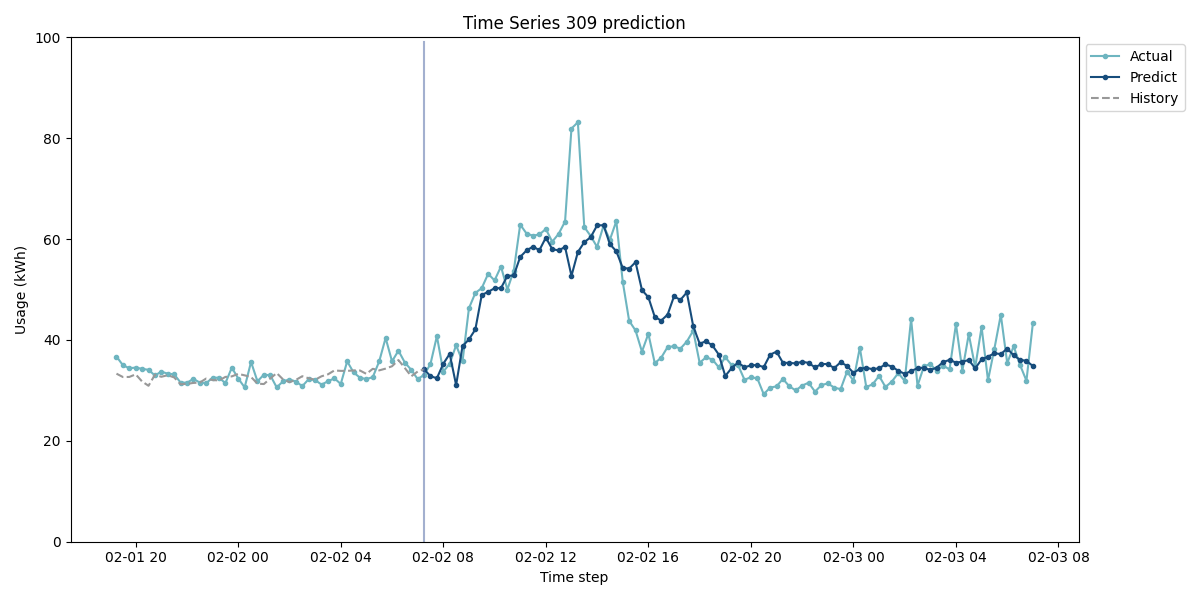 Time Series 309 prediction
100
80
60
40
20
0
Usage (kWh)
02-01 20
02-02 00
02-02 04
02-02 08
02-02 12
02-02 16
02-02 20
02-03 00
02-03 04
02-03 08
Time step
Actual
Predict
History